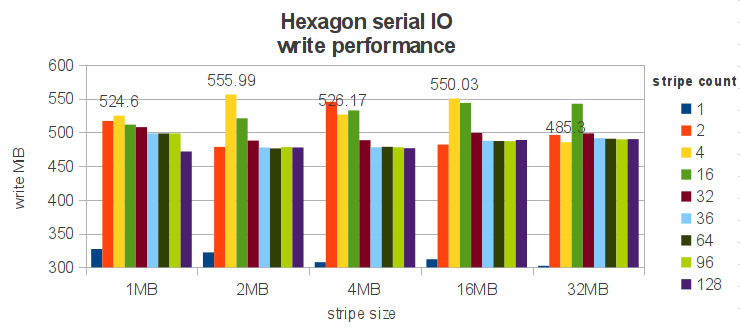 Hexagon serial IO
write performance
600
550
500
450
400
350
300
write MB
524.6
555.99
526.17
550.03
485.3
1MB
2MB
4MB
16MB
32MB
stripe size
stripe count
1
2
4
16
32
36
64
96
128